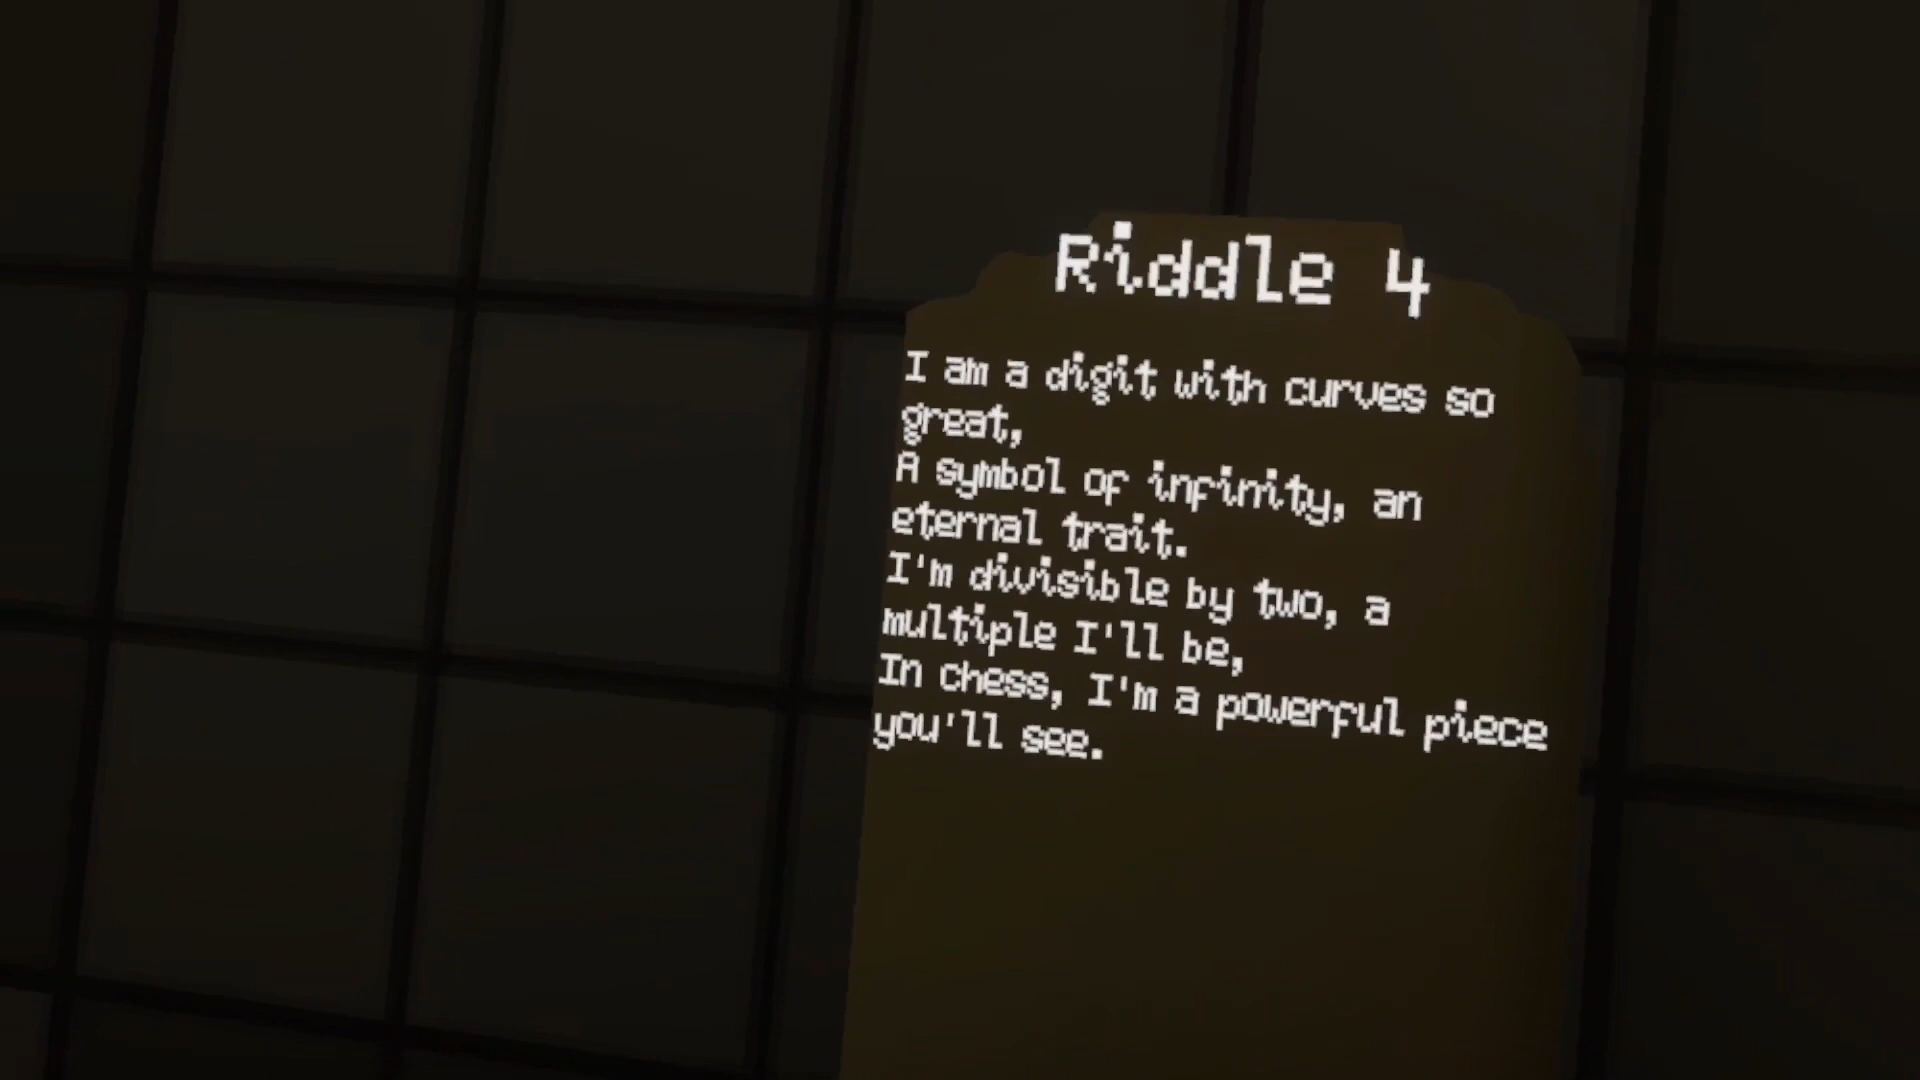 Riddle 4
I am a digit with curves so
great,
A symbol of infinity, an
eternal trait.
I'm divisible by two, a
multiple I'll be,
In chess, I'm a powerful piece
you'll see.